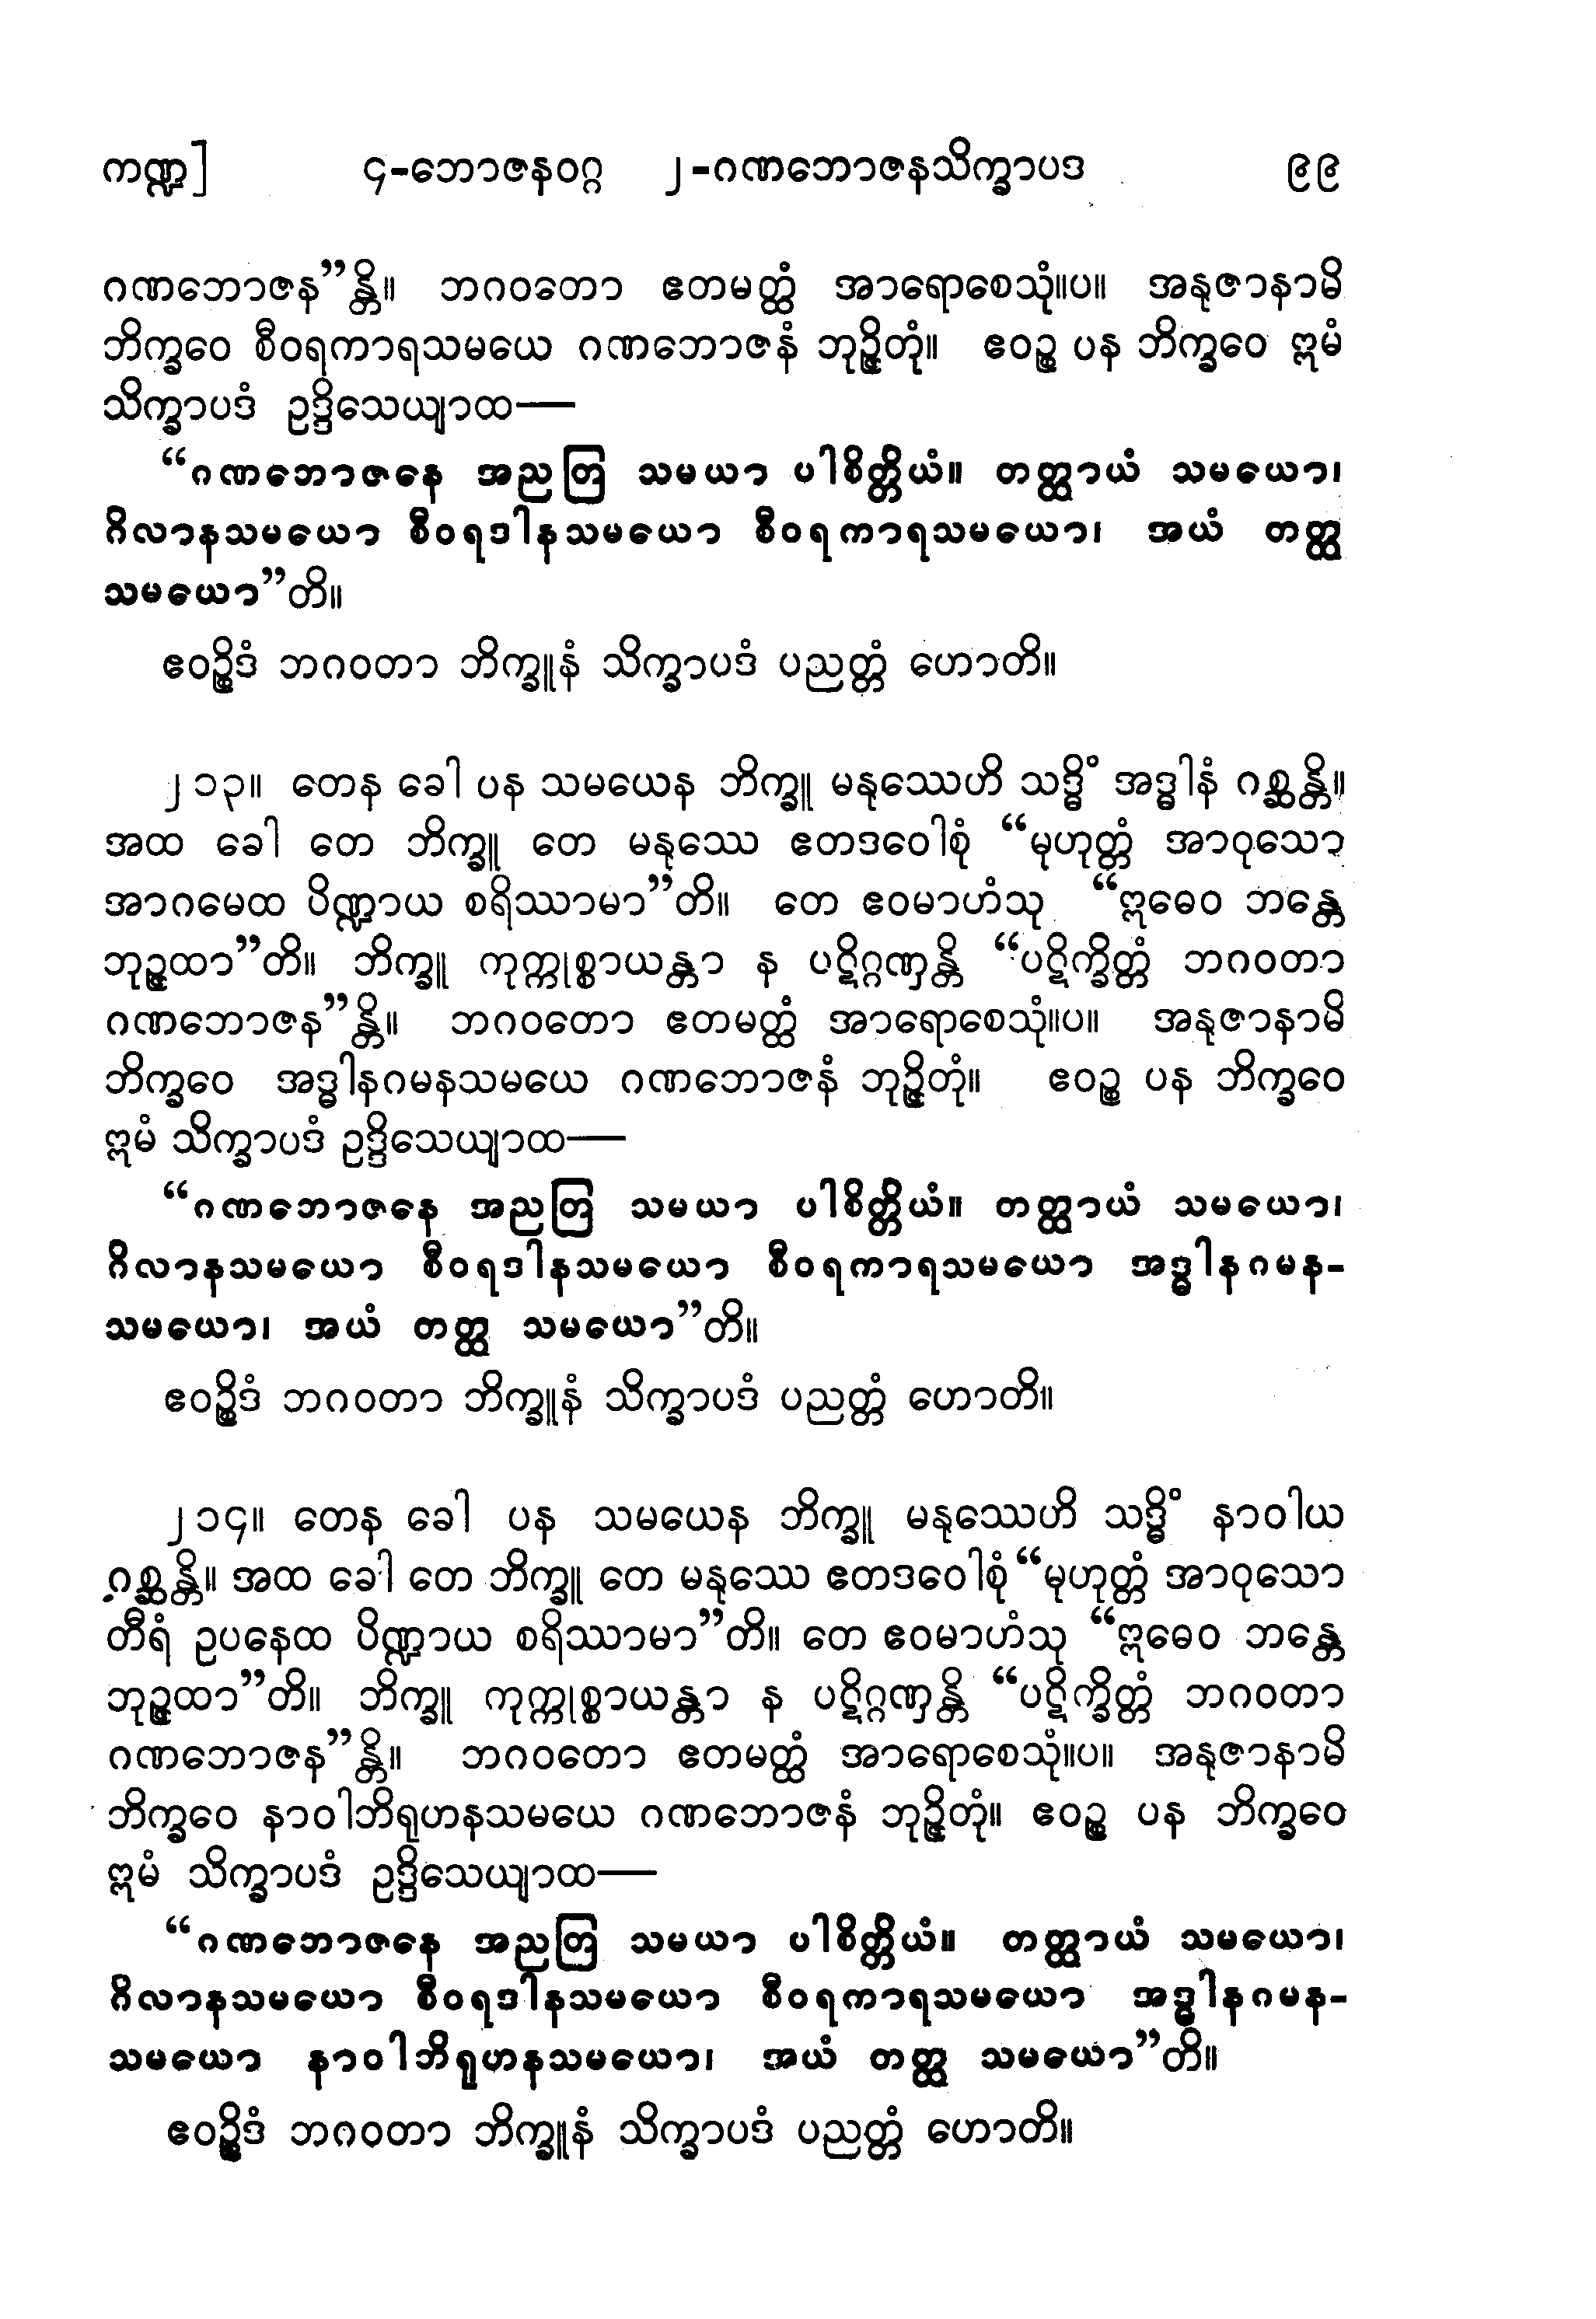 ကဏ္ဍ] ၄-ဘောဇနဝဂ္ဂ ၂-ဂဏဘောဇနသိက္ခာပဒ ၉၉
ဂဏဘောဇန”န္တိ။ ဘဂဝတော ဧတမတ္ထံ အာရောစေသုံ။ပ။ အနုဇာနာမိ
ဘိက္ခဝေ စီဝရကာရသမယေ ဂဏဘောဇနံ ဘုဉ္ဇိတုံ။ ဧဝဉ္စ ပန ဘိက္ခဝေ ဣမံ
သိက္ခာပဒံ ဥဒ္ဒိသေယျာထ—
“ဂဏဘောဇနေ အညတြ သမယာ ပါစိတ္တိယံ။ တတ္ထာယံ သမယော၊
ဂိလာနသမယော စီဝရဒါနသမယော စီဝရကာရသမယော၊ အယံ တတ္ထ
သမယော”တိ။
ဧဝဉ္စိဒံ ဘဂဝတာ ဘိက္ခူနံ သိက္ခာပဒံ ပညတ္တံ ဟောတိ။
၂၁၃။ တေန ခေါ ပန သမယေန ဘိက္ခူ မနုဿေဟိ သဒ္ဓိံ အဒ္ဓါနံ ဂစ္ဆန္တိ။
အထ ခေါ တေ ဘိက္ခူ တေ မနုဿေ ဧတဒဝေါစုံ “မုဟုတ္တံ အာဝုသော
အာဂမေထ ပိဏ္ဍာယ စရိဿာမာ”တိ။ တေ ဧဝမာဟံသု “ဣဓေဝ ဘန္တေ
ဘုဉ္ဇထာ”တိ။ ဘိက္ခူ ကုက္ကုစ္စာယန္တာ န ပဋိဂ္ဂဏှန္တိ “ပဋိက္ခိတ္တံ ဘဂဝတာ
ဂဏဘောဇန”န္တိ။ ဘဂဝတော ဧတမတ္ထံ အာရောစေသုံ။ပ။ အနုဇာနာမိ
ဘိက္ခဝေ အဒ္ဓါနဂမနသမယေ ဂဏဘောဇနံ ဘုဉ္ဇိတုံ။ ဧဝဉ္စ ပန ဘိက္ခဝေ
ဣမံ သိက္ခာပဒံ ဥဒ္ဒိသေယျာထ—
“ဂဏဘောဇနေ အညတြ သမယာ ပါစိတ္တိယံ။ တတ္ထာယံ သမယော၊
ဂိလာနသမယော စီဝရဒါနသမယော စီဝရကာရသမယော အဒ္ဓါနဂမန-
သမယော၊ အယံ တတ္ထ သမယော”တိ။
ဧဝဉ္စိဒံ ဘဂဝတာ ဘိက္ခူနံ သိက္ခာပဒံ ပညတ္တံ ဟောတိ။
၂၁၄။ တေန ခေါ ပန သမယေန ဘိက္ခူ မနုဿေဟိ သဒ္ဓိံ နာဝါယ
ဂစ္ဆန္တိ။ အထ ခေါ တေ ဘိက္ခူ တေ မနုဿေ ဧတဒဝေါစုံ “မုဟုတ္တံ အာဝုသော
တီရံ ဥပနေထ ပိဏ္ဍာယ စရိဿာမာ”တိ။ တေ ဧဝမာဟံသု “ဣဓေဝ ဘန္တေ
ဘုဉ္ဇထာ”တိ။ ဘိက္ခူ ကုက္ကုစ္စာယန္တာ န ပဋိဂ္ဂဏှန္တိ “ပဋိက္ခိတ္တံ ဘဂဝတာ
ဂဏဘောဇန”န္တိ။ ဘဂဝတော ဧတမတ္ထံ အာရောစေသုံ။ပ။ အနုဇာနာမိ
ဘိက္ခဝေ နာဝါဘိရုဟနသမယေ ဂဏဘောဇနံ ဘုဉ္ဇိတုံ။ ဧဝဉ္စ ပန ဘိက္ခဝေ
ဣမံ သိက္ခာပဒံ ဥဒ္ဒိသေယျာထ—
“ဂဏဘောဇနေ အညတြ သမယာ ပါစိတ္တိယံ။ တတ္ထာယံ သမယော၊
ဂိလာနသမယော စီဝရဒါနသမယော စီဝရကာရသမယော အဒ္ဓါနဂမန-
သမယော နာဝါဘိရုဟနသမယော၊ အယံ တတ္ထ သမယော”တိ။
ဧဝဉ္စိဒံ ဘဂဝတာ ဘိက္ခူနံ သိက္ခာပဒံ ပညတ္တံ ဟောတိ။